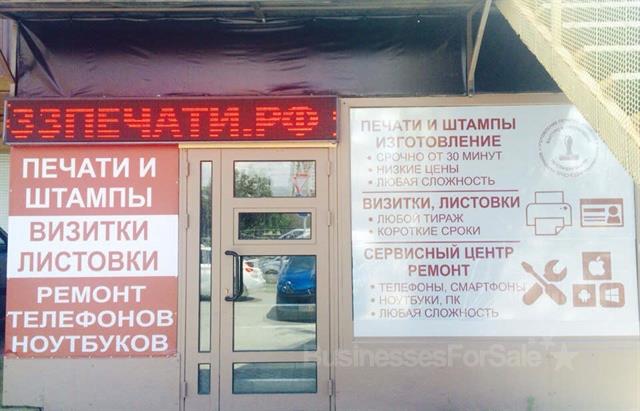 33ПЕЧАТИ.РФ
ПЕЧАТИ И
ШТАМПЫ
ВИЗИТКИ
ЛИСТОВКИ
РЕМОНТ
ТЕЛЕФОНОВ
НОУТБУКОВ
ПЕЧАТИ И ШТАМПЫ
ИЗГОТОВЛЕНИЕ
• СРОЧНО ОТ 30 МИНУТ
• НИЗКИЕ ЦЕНЫ
• ЛЮБАЯ СЛОЖНОСТЬ
ВИЗИТКИ, ЛИСТОВКИ
• ЛЮБОЙ ТИРАЖ
• КОРОТКИЕ СРОКИ
СЕРВИСНЫЙ ЦЕНТР
РЕМОНТ
• ТЕЛЕФОНЫ, СМАРТФОНЫ
• НОУТБУКИ, ПК
• ЛЮБАЯ СЛОЖНОСТЬ
BusinessesForSale